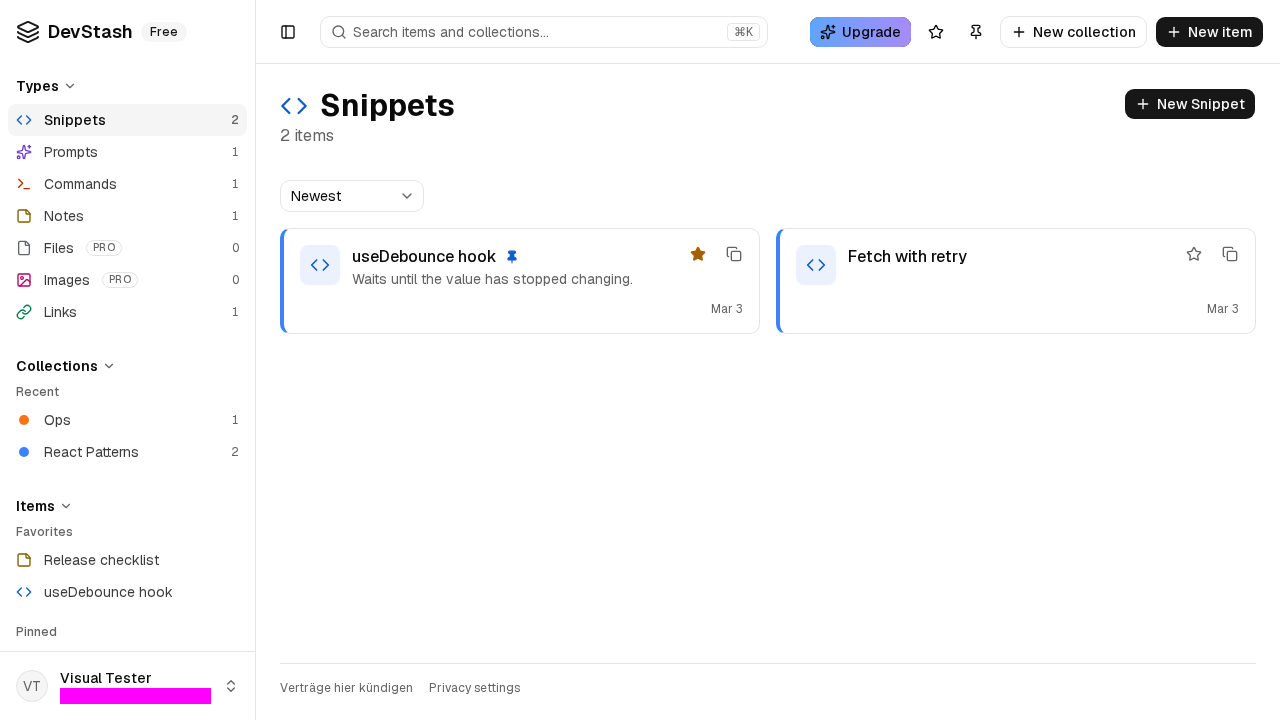 DevStash Free
Search items and collections...
⌘K
Upgrade
New collection
New item
Types
Snippets 2
Prompts 1
Commands 1
Notes 1
Files PRO 0
Images PRO 0
Links 1
Collections
Recent
Ops 1
React Patterns 2
Items
Favorites
Release checklist
useDebounce hook
Pinned
VT
Visual Tester
Snippets
2 items
New Snippet
Newest
useDebounce hook
Waits until the value has stopped changing.
Mar 3
Fetch with retry
Mar 3
Verträge hier kündigen
Privacy settings